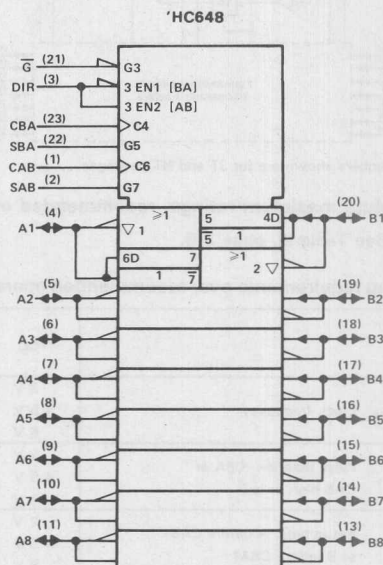 'HC648
G̅ (21) G3
DIR (3) 3 EN1 [BA]
3 EN2 [AB]
CBA (23) C4
SBA (22) G5
CAB (1) C6
SAB (2) G7
A1 (4) ▽ 1 ≥1 5 4D (20) B1
5̅ 1
6D 7 ≥1
1 7̅ 2 ▽
A2 (5) (19) B2
A3 (6) (18) B3
A4 (7) (17) B4
A5 (8) (16) B5
A6 (9) (15) B6
A7 (10) (14) B7
A8 (11) (13) B8